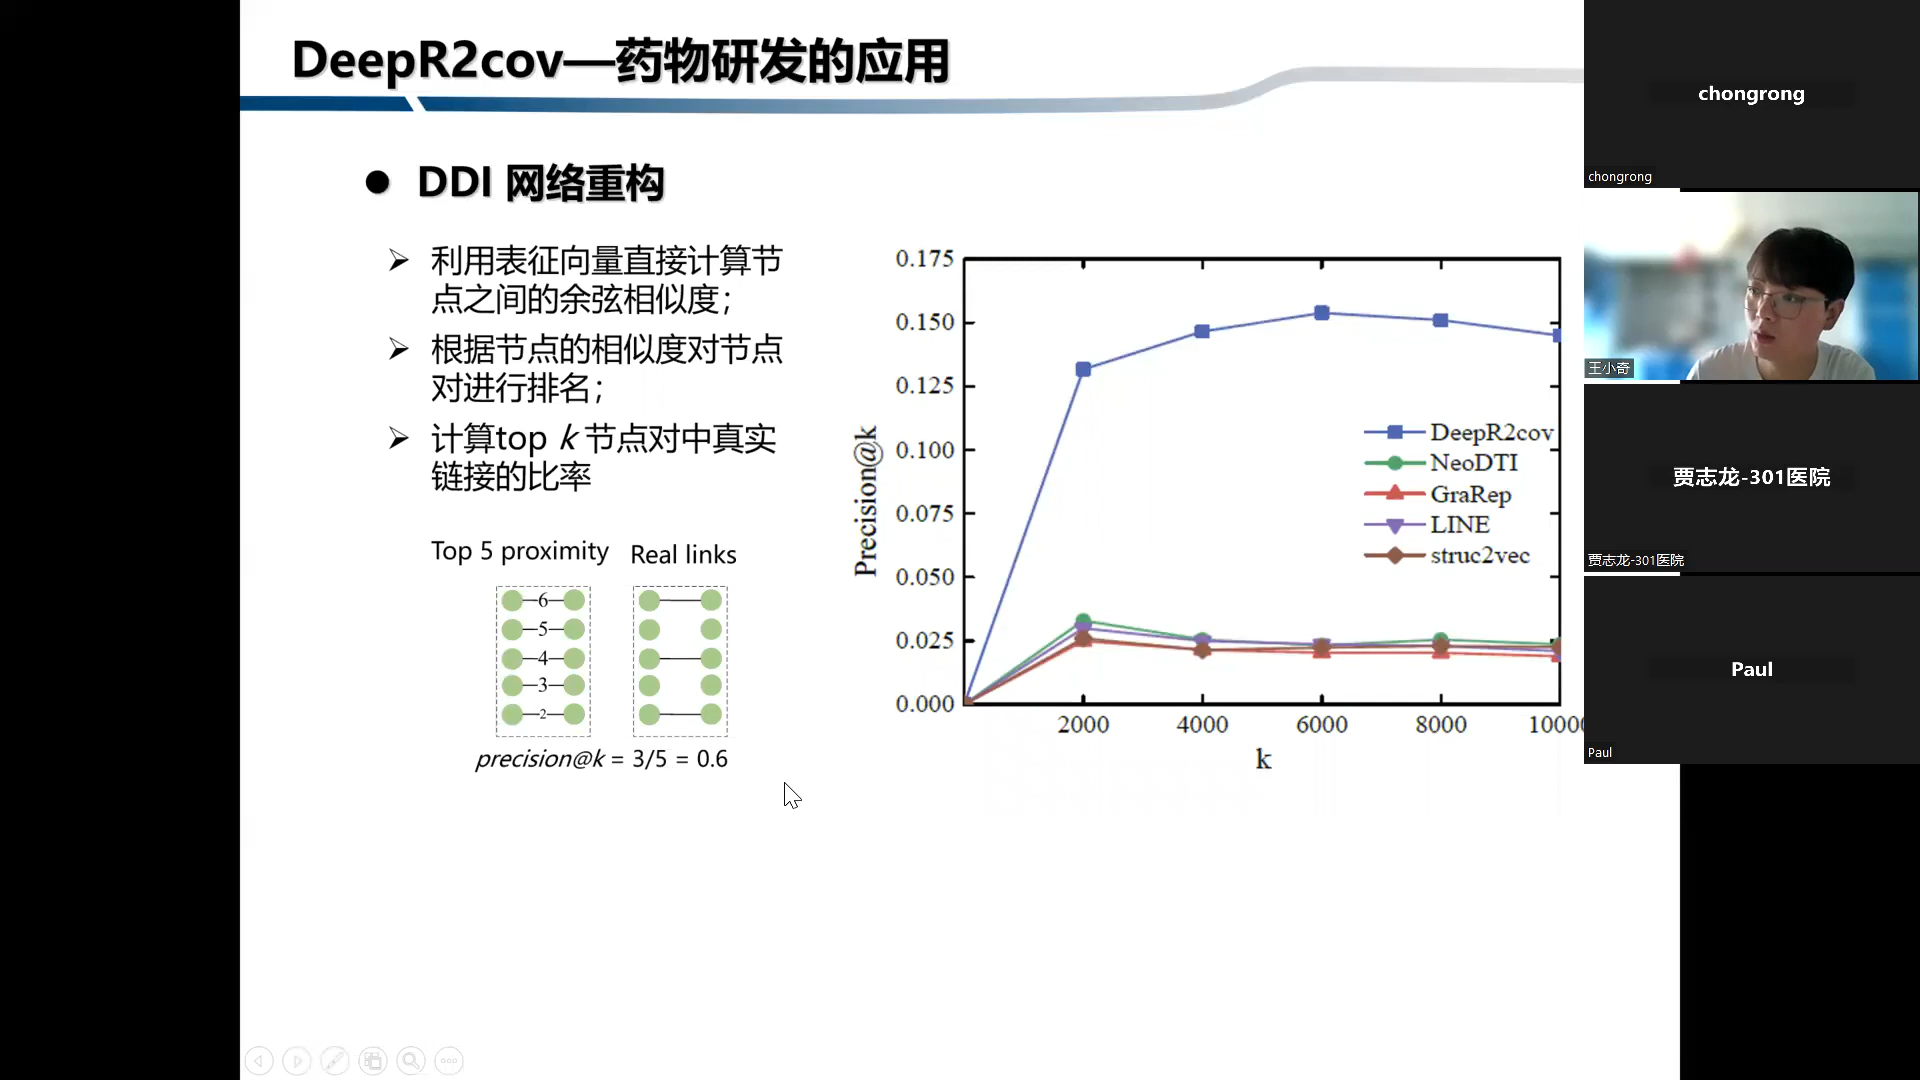 DeepR2cov—药物研发的应用
DDI 网络重构
利用表征向量直接计算节
点之间的余弦相似度；
根据节点的相似度对节点
对进行排名；
计算top k 节点对中真实
链接的比率
Top 5 proximity
Real links
6
5
4
3
2
precision@k = 3/5 = 0.6
0.175
0.150
0.125
0.100
0.075
0.050
0.025
0.000
Precision@k
DeepR2cov
NeoDTI
GraRep
LINE
struc2vec
2000
4000
6000
8000
1000
k
chongrong
chongrong
王小奇
贾志龙-301医院
贾志龙-301医院
Paul
Paul